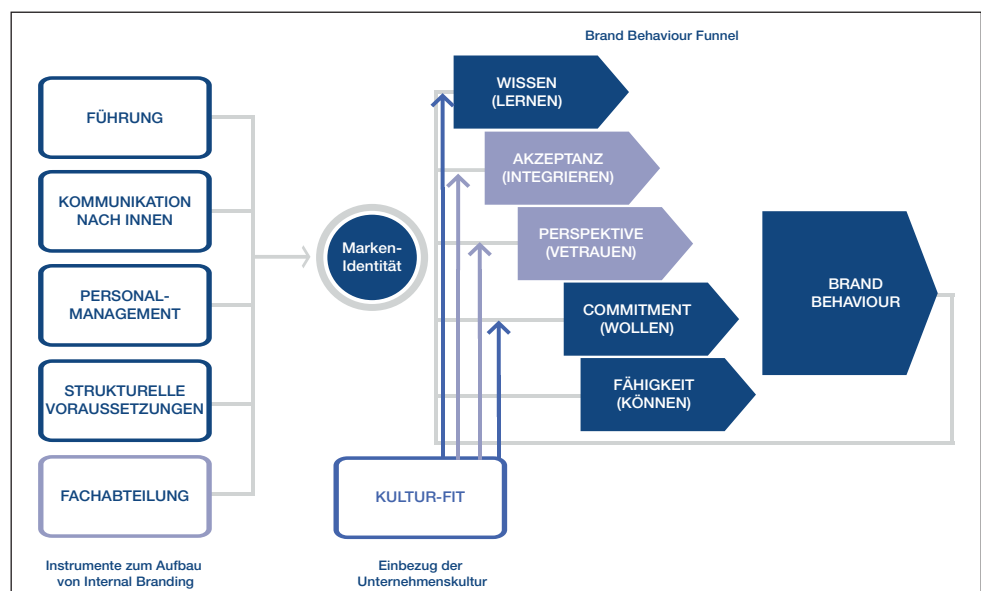 Brand Behaviour Funnel
FÜHRUNG
KOMMUNIKATION
NACH INNEN
PERSONAL-
MANAGEMENT
STRUKTURELLE
VORAUSSETZUNGEN
FACHABTEILUNG
Instrumente zum Aufbau
von Internal Branding
Marken-
Identität
WISSEN
(LERNEN)
AKZEPTANZ
(INTEGRIEREN)
PERSPEKTIVE
(VETRAUEN)
COMMITMENT
(WOLLEN)
FÄHIGKEIT
(KÖNNEN)
BRAND
BEHAVIOUR
KULTUR-FIT
Einbezug der
Unternehmenskultur